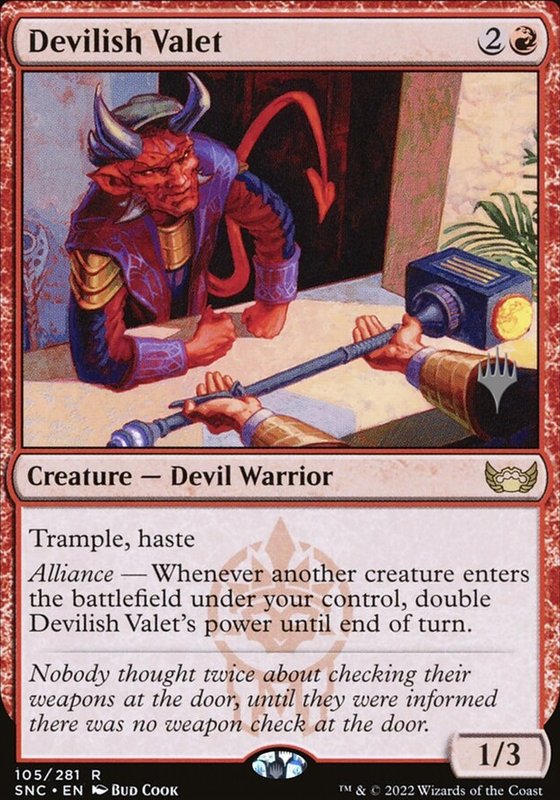 Devilish Valet 2
Creature — Devil Warrior
Trample, haste
Alliance — Whenever another creature enters
the battlefield under your control, double
Devilish Valet's power until end of turn.
Nobody thought twice about checking their
weapons at the door, until they were informed
there was no weapon check at the door.
1/3
105/281 R
SNC • EN Bud Cook
™ & © 2022 Wizards of the Coast